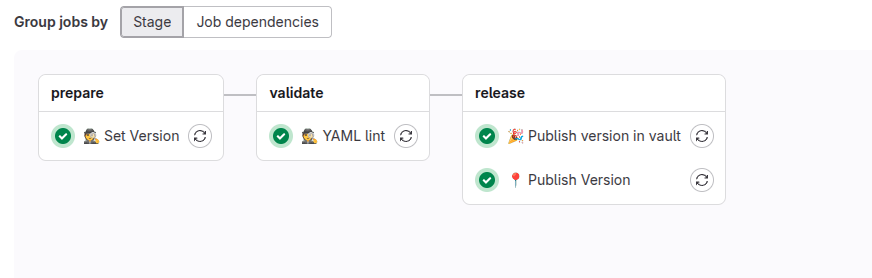 Group jobs by Stage Job dependencies
prepare
🕵️ Set Version
validate
🕵️ YAML lint
release
🎉 Publish version in vault
📍 Publish Version